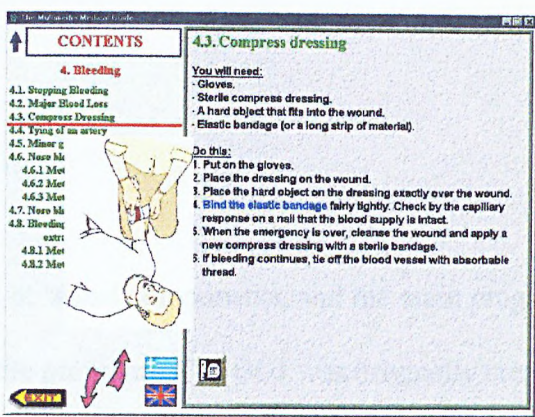 The Multimedia Medical Guide
CONTENTS
4. Bleeding
4.1. Stopping Bleeding
4.2. Major Blood Loss
4.3. Compress Dressing
4.4. Tying of an artery
4.5. Minor g
4.6. Nose ble
4.6.1 Met
4.6.2 Met
4.6.3 Met
4.7. Nose ble
4.8. Bleeding
extr
4.8.1 Met
4.8.2 Met
EXIT
4.3. Compress dressing
You will need:
- Gloves.
- Sterile compress dressing.
- A hard object that fits into the wound.
- Elastic bandage (or a long strip of material).
Do this:
1. Put on the gloves.
2. Place the dressing on the wound.
3. Place the hard object on the dressing exactly over the wound.
4. Bind the elastic bandage fairly tightly. Check by the capillary
response on a nail that the blood supply is intact.
5. When the emergency is over, cleanse the wound and apply a
new compress dressing with a sterile bandage.
6. If bleeding continues, tie off the blood vessel with absorbable
thread.